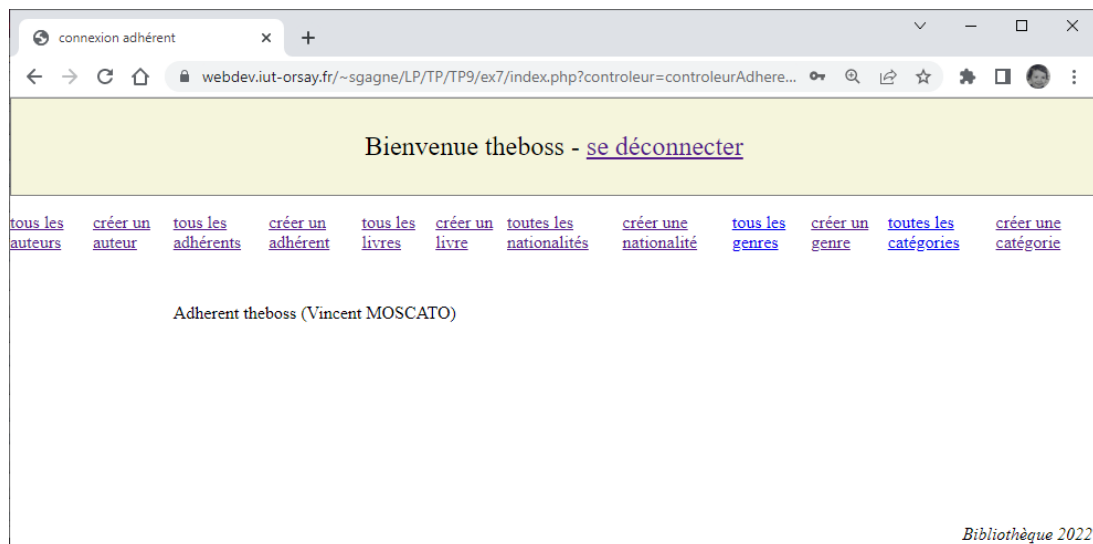 connexion adhérent
webdev.iut-orsay.fr/~sgagne/LP/TP/TP9/ex7/index.php?controleur=controleurAdhere...
Bienvenue theboss - se déconnecter
tous les créer un tous les créer un tous les créer un toutes les créer une tous les créer un toutes les créer une
auteurs auteur adhérents adhérent livres livre nationalités nationalité genres genre catégories catégorie
Adherent theboss (Vincent MOSCATO)
Bibliothèque 2022